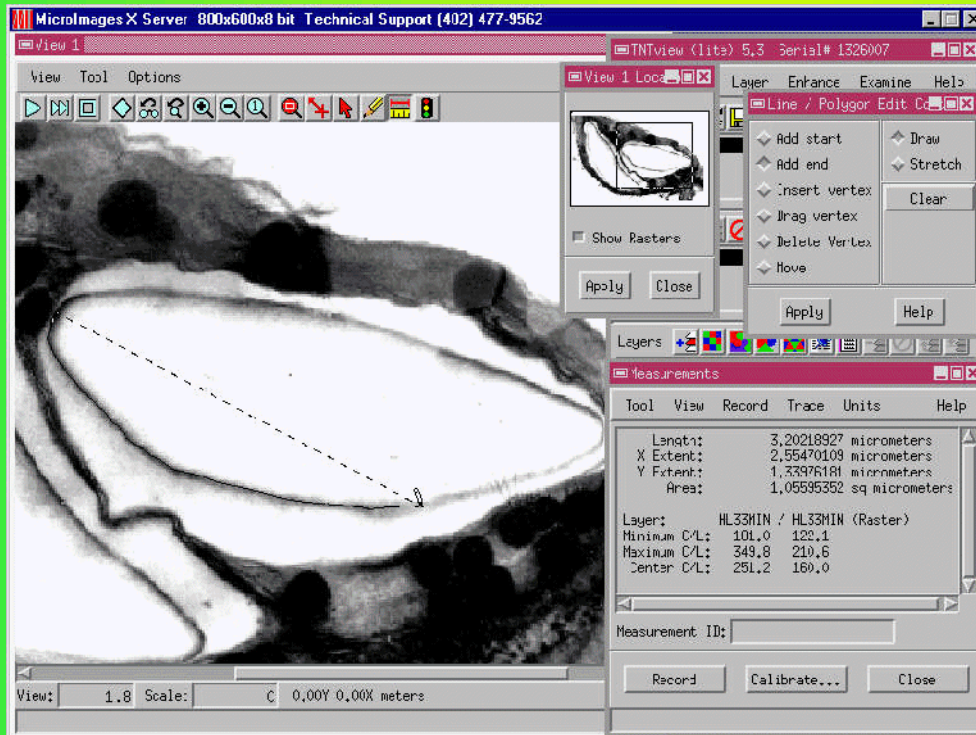 MicroImages X Server 800x600x8 bit Technical Support (402) 477-9562
View 1
View Tool Options
View: 1.8 Scale: C 0.00Y 0.00X meters
TNTview (lite) 5.3 Serial# 1326007
Layer Enhance Examine Help
View 1 Loca
Show Rasters
Apply Close
Line / Polygor Edit Co
Add start
Add end
Insert vertex
Drag vertex
Delete Vertex
Move
Draw
Stretch
Clear
Apply Help
Layers
Measurements
Tool View Record Trace Units Help
Length: 3,20218927 micrometers
X Extent: 2,55470109 micrometers
Y Extent: 1,33976181 micrometers
Area: 1,05595352 sq micrometers
Layer: HL33MIN / HL33MIN (Raster)
Minimum C/L: 101.0 122.1
Maximum C/L: 349.8 210.6
Center C/L: 251.2 160.0
Measurement ID:
Record Calibrate... Close